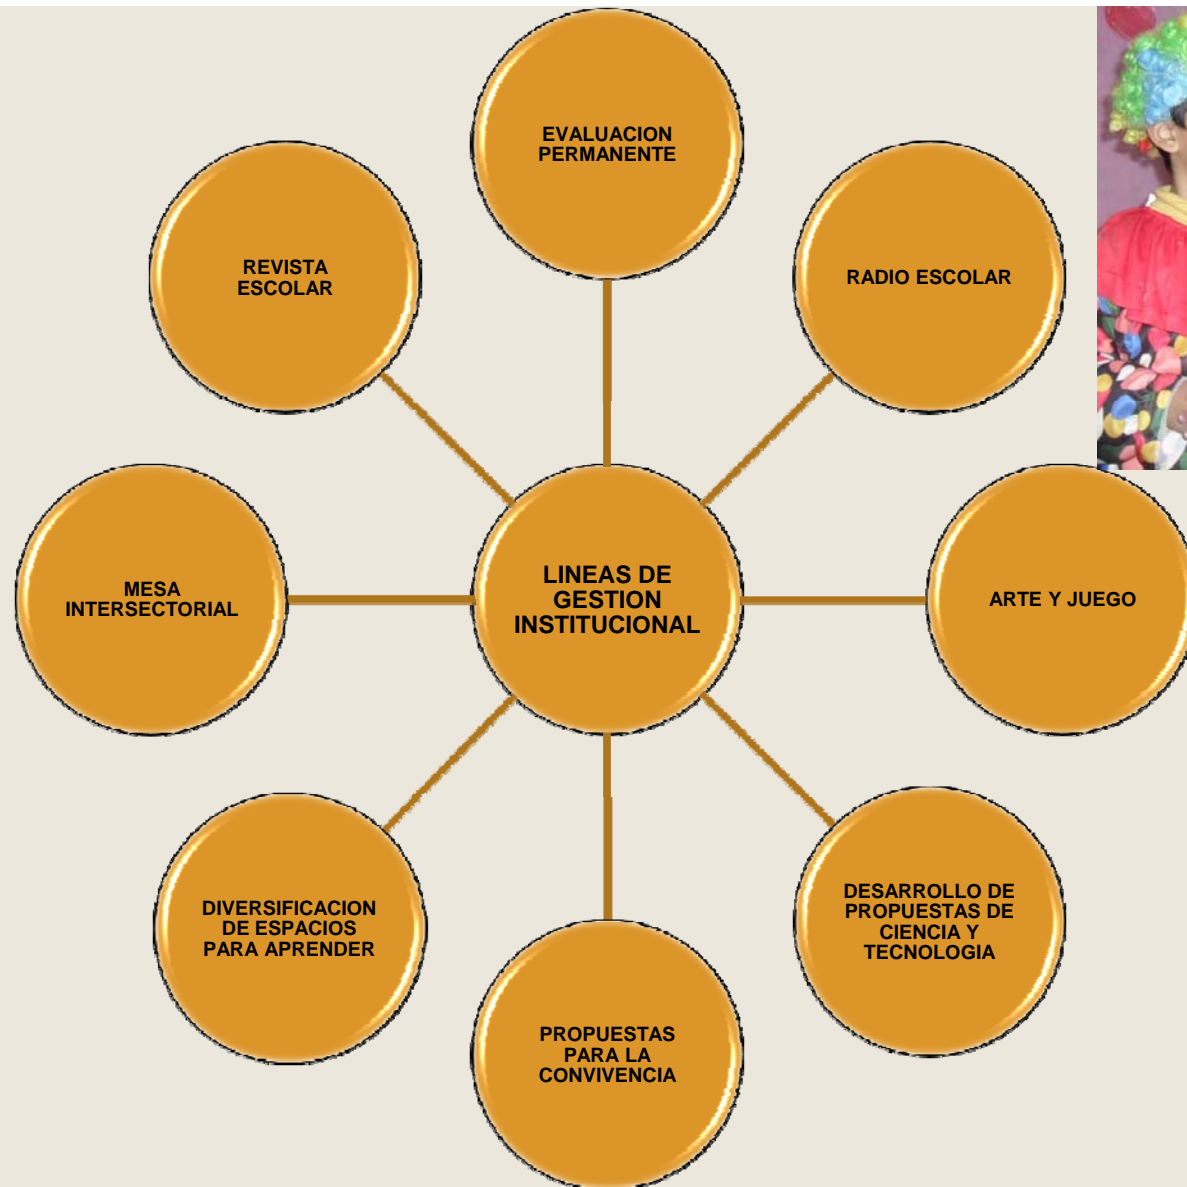 EVALUACION
PERMANENTE
REVISTA
ESCOLAR
RADIO ESCOLAR
MESA
INTERSECTORIAL
LINEAS DE
GESTION
INSTITUCIONAL
ARTE Y JUEGO
DIVERSIFICACION
DE ESPACIOS
PARA APRENDER
DESARROLLO DE
PROPUESTAS DE
CIENCIA Y
TECNOLOGIA
PROPUESTAS
PARA LA
CONVIVENCIA